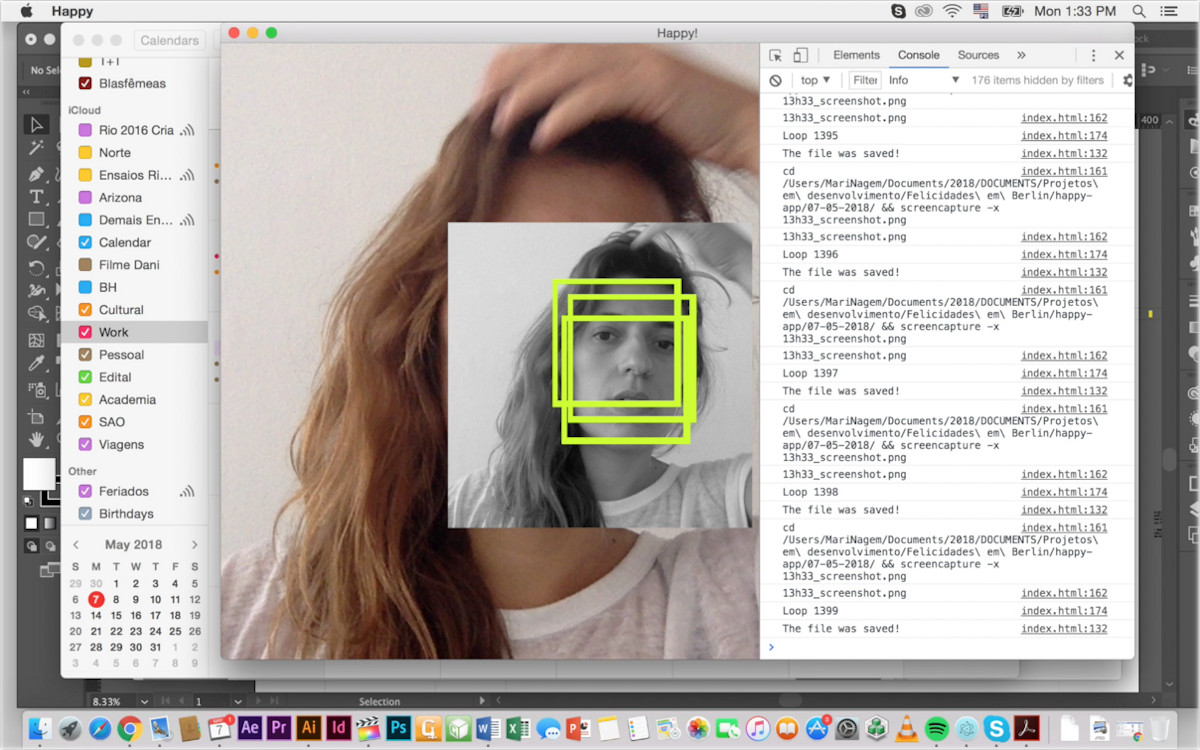 Happy
Mon 1:33 PM
Calendars
Happy!
No Sel
T+T
Blasfêmeas
iCloud
Rio 2016 Cria
Norte
Ensaios Ri...
Arizona
Demais En...
Calendar
Filme Dani
BH
Cultural
Work
Pessoal
Edital
Academia
SAO
Viagens
Other
Feriados
Birthdays
May 2018
S M T W T F S
29 30 1 2 3 4 5
6 7 8 9 10 11 12
13 14 15 16 17 18 19
20 21 22 23 24 25 26
27 28 29 30 31 1 2
3 4 5 6 7 8 9
Elements Console Sources »
top Filter Info 176 items hidden by filters
13h33_screenshot.png
13h33_screenshot.png index.html:162
Loop 1395 index.html:174
The file was saved! index.html:132
cd index.html:161
/Users/MariNagem/Documents/2018/DOCUMENTS/Projetos\
em\ desenvolvimento/Felicidades\ em\ Berlin/happy-
app/07-05-2018/ && screencapture -x
13h33_screenshot.png
13h33_screenshot.png index.html:162
Loop 1396 index.html:174
The file was saved! index.html:132
cd index.html:161
/Users/MariNagem/Documents/2018/DOCUMENTS/Projetos\
em\ desenvolvimento/Felicidades\ em\ Berlin/happy-
app/07-05-2018/ && screencapture -x
13h33_screenshot.png
13h33_screenshot.png index.html:162
Loop 1397 index.html:174
The file was saved! index.html:132
cd index.html:161
/Users/MariNagem/Documents/2018/DOCUMENTS/Projetos\
em\ desenvolvimento/Felicidades\ em\ Berlin/happy-
app/07-05-2018/ && screencapture -x
13h33_screenshot.png
13h33_screenshot.png index.html:162
Loop 1398 index.html:174
The file was saved! index.html:132
cd index.html:161
/Users/MariNagem/Documents/2018/DOCUMENTS/Projetos\
em\ desenvolvimento/Felicidades\ em\ Berlin/happy-
app/07-05-2018/ && screencapture -x
13h33_screenshot.png
13h33_screenshot.png index.html:162
Loop 1399 index.html:174
The file was saved! index.html:132
400
8.33% 1 Selection
7 Ae Pr Ai Id Ps W X P 3 S